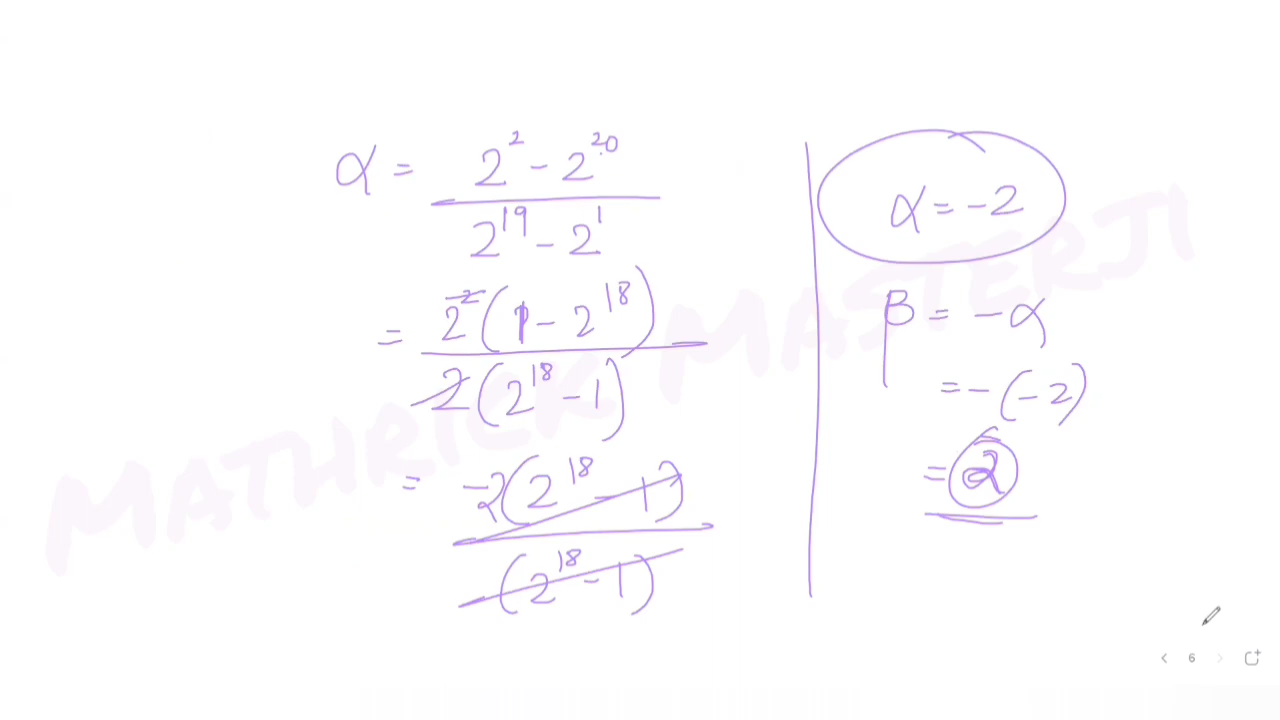 α = 2² - 2²⁰ / 2¹⁹ - 2¹
= 2² (1 - 2¹⁸) / 2 (2¹⁸ - 1)
= -2 (2¹⁸ - 1) / (2¹⁸ - 1)
α = -2
β = -α
= -(-2)
= 2
MATHRICK MASTERJI
6